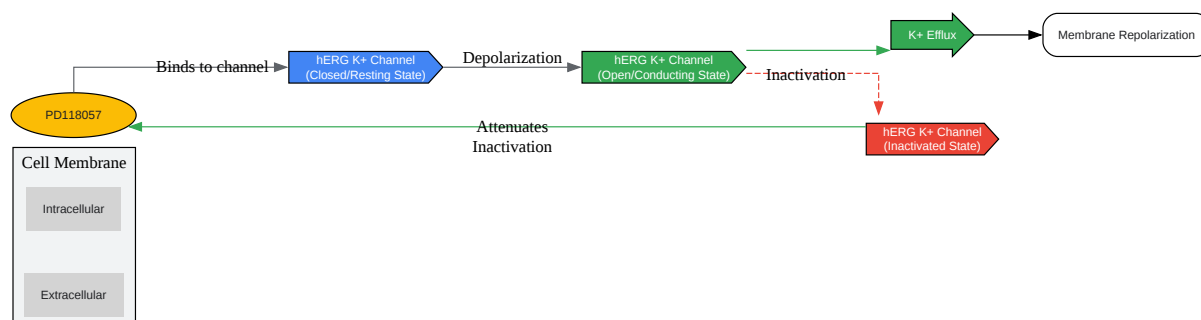 K+ Efflux
Membrane Repolarization
hERG K+ Channel
(Closed/Resting State)
Depolarization
hERG K+ Channel
(Open/Conducting State)
Binds to channel
Inactivation
PD118057
Attenuates
Inactivation
hERG K+ Channel
(Inactivated State)
Cell Membrane
Intracellular
Extracellular